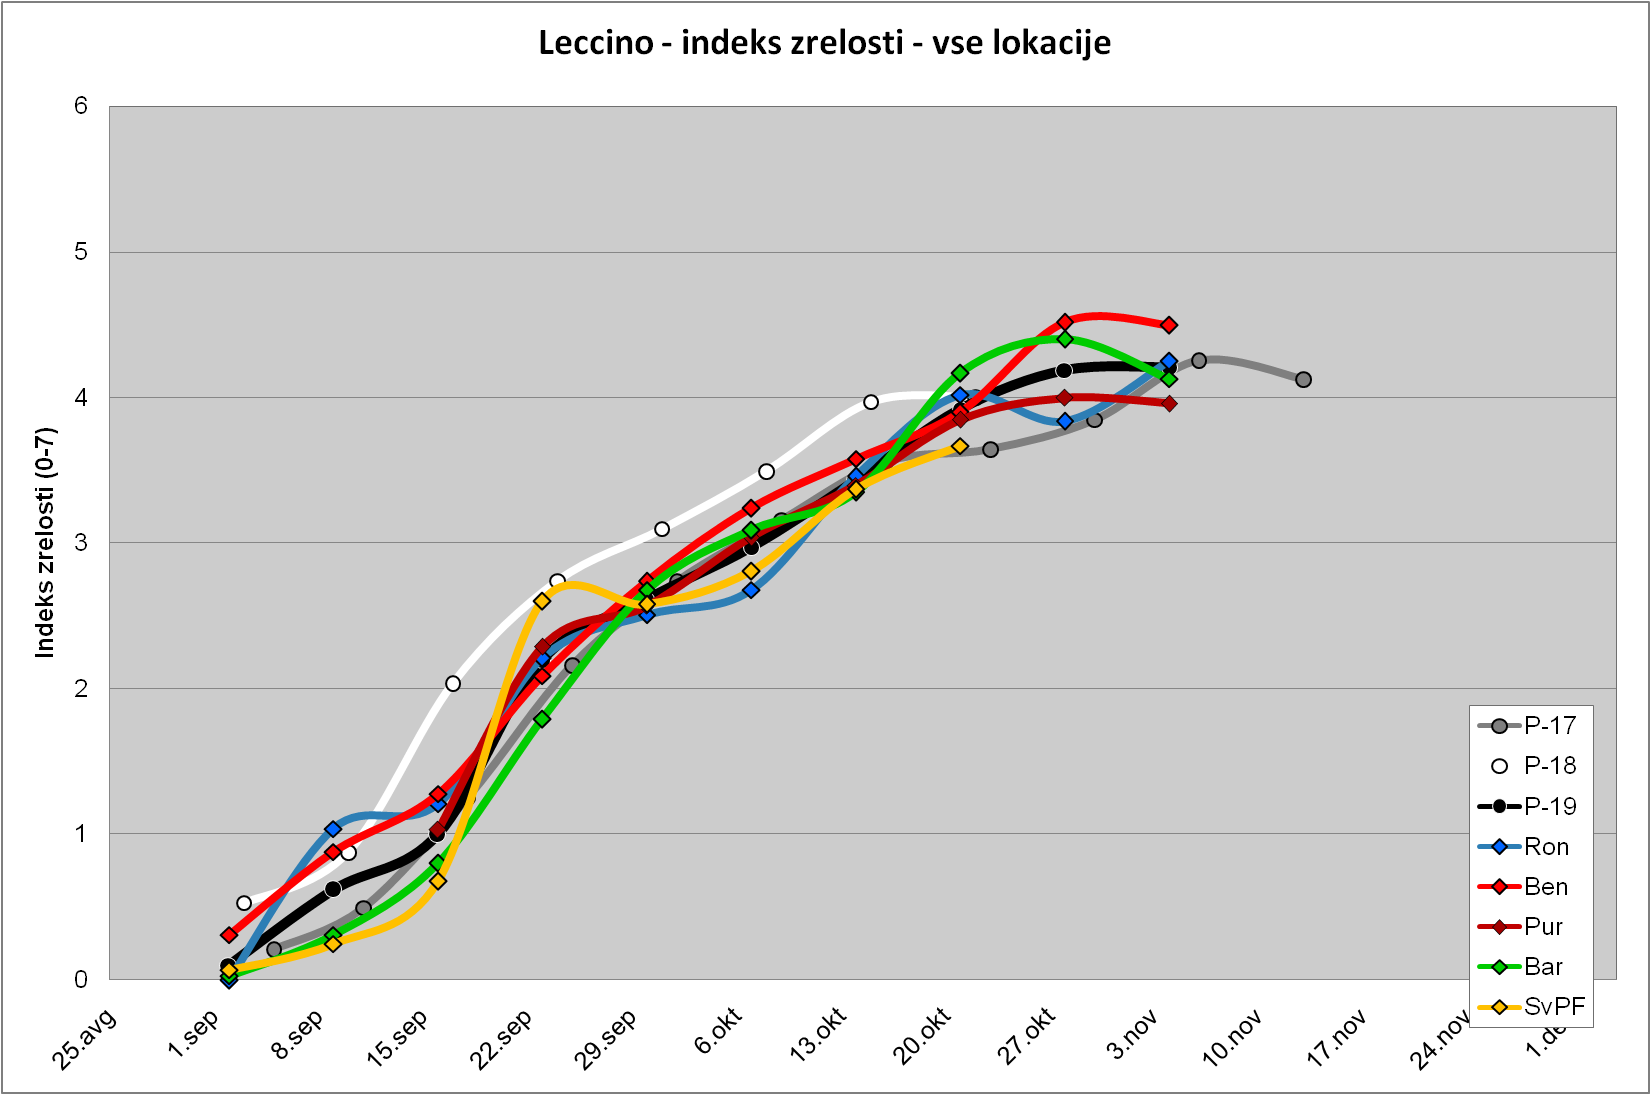 Leccino - indeks zrelosti - vse lokacije
Indeks zrelosti (0-7)
6
5
4
3
2
1
0
25.avg
1.sep
8.sep
15.sep
22.sep
29.sep
6.okt
13.okt
20.okt
27.okt
3.nov
10.nov
17.nov
24.nov
P-17
P-18
P-19
Ron
Ben
Pur
Bar
SvPF